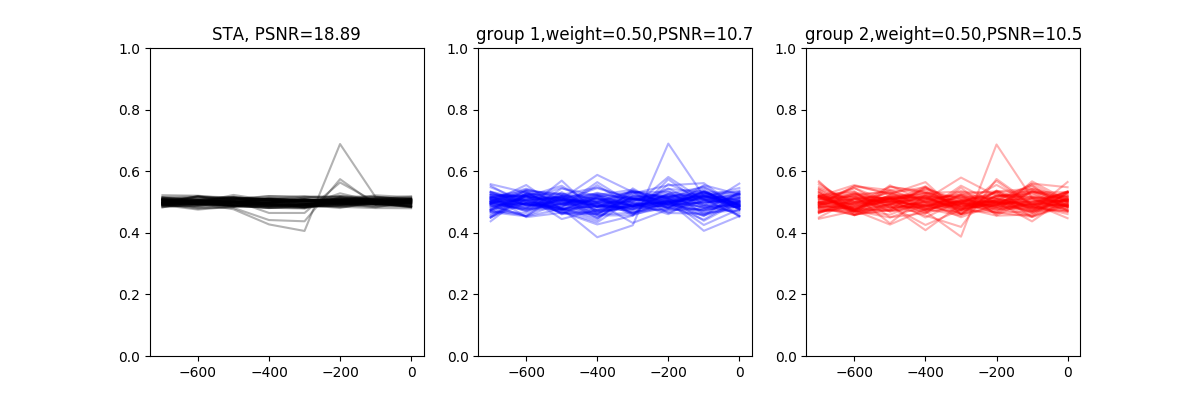 STA, PSNR=18.89
group 1,weight=0.50,PSNR=10.7
group 2,weight=0.50,PSNR=10.5
1.0 1.0 1.0
0.8 0.8 0.8
0.6 0.6 0.6
0.4 0.4 0.4
0.2 0.2 0.2
0.0 0.0 0.0
−600 −400 −200 0 −600 −400 −200 0 −600 −400 −200 0